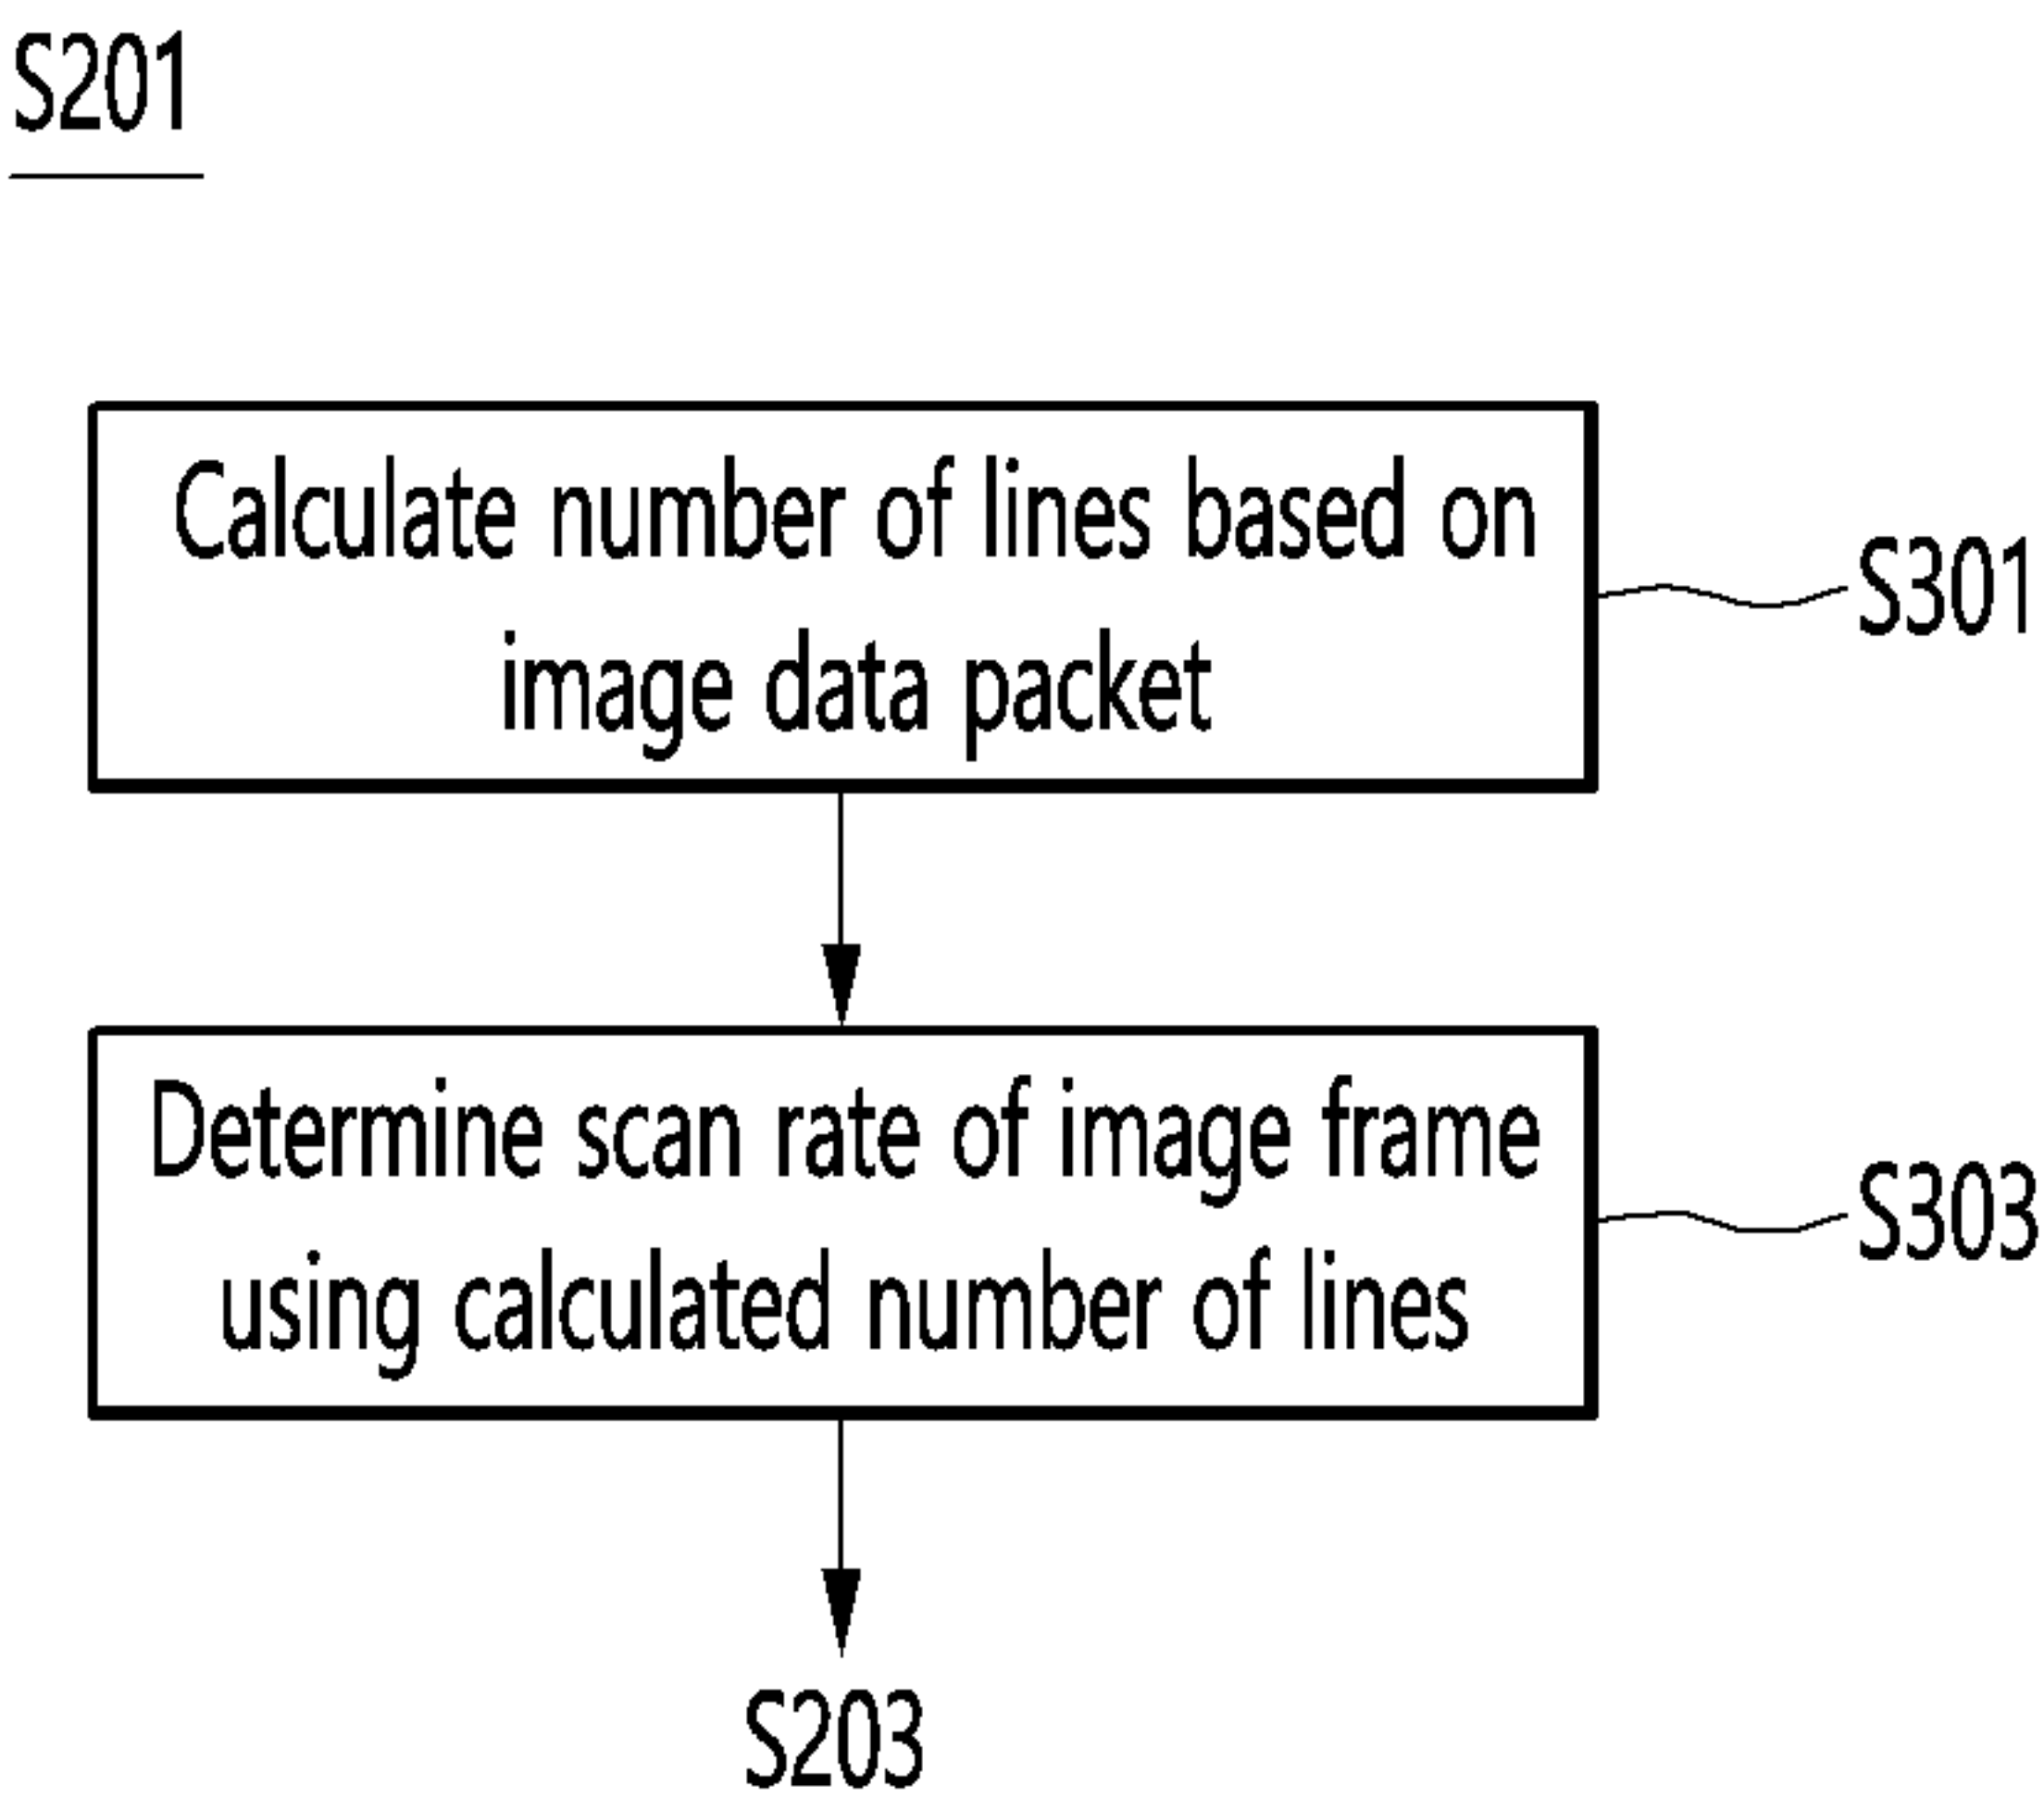 S201
Calculate number of lines based on
image data packet
S301
Determine scan rate of image frame
using calculated number of lines
S303
S203